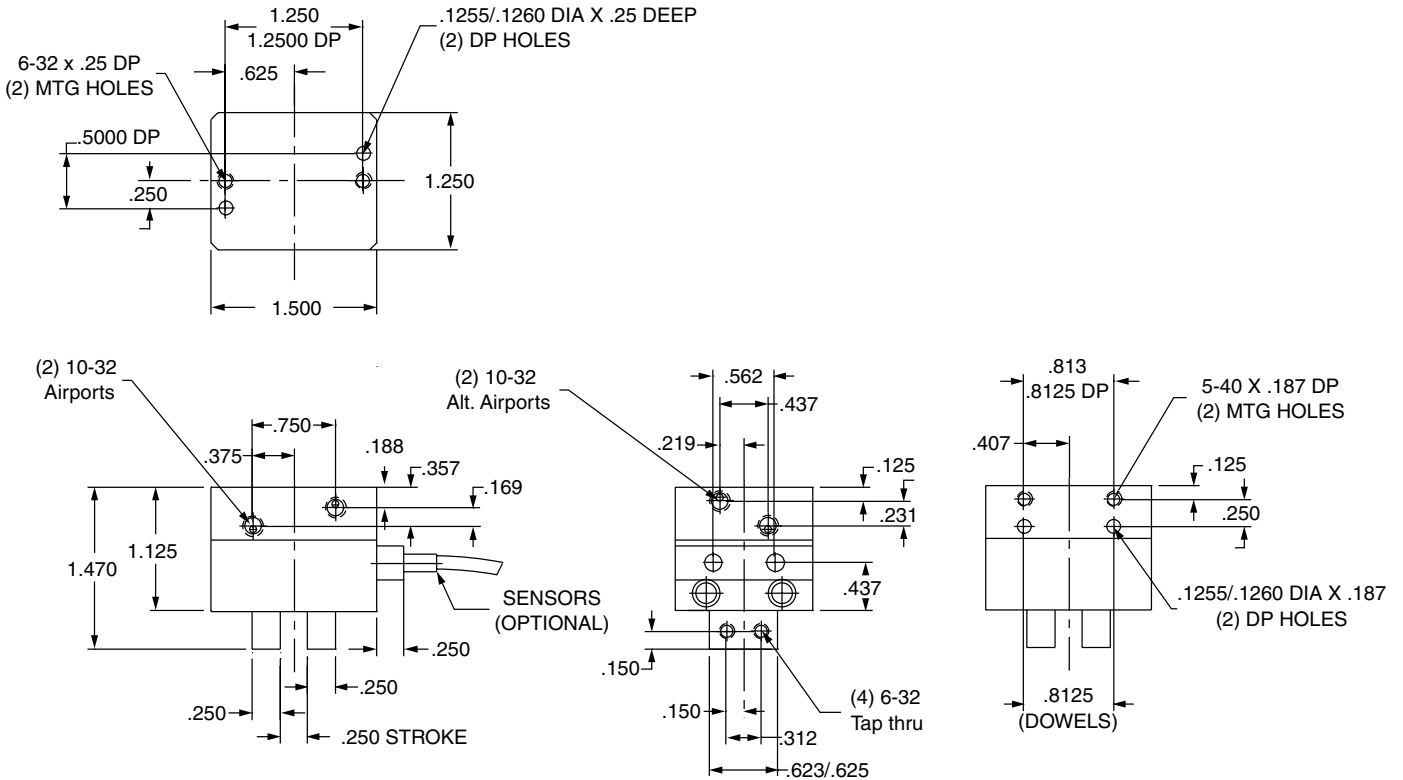 1.250
1.2500 DP
.625
.1255/.1260 DIA X .25 DEEP
(2) DP HOLES
6-32 x .25 DP
(2) MTG HOLES
.5000 DP
.250
1.250
1.500
(2) 10-32
Airports
.750
.375
.188
.357
.169
1.470
1.125
SENSORS
(OPTIONAL)
.250
.250
.250
.250 STROKE
(2) 10-32
Alt. Airports
.562
.437
.219
.125
.231
.437
.150
.150
.312
.623/.625
(4) 6-32
Tap thru
.813
.8125 DP
5-40 X .187 DP
(2) MTG HOLES
.407
.125
.250
.1255/.1260 DIA X .187
(2) DP HOLES
.8125
(DOWELS)